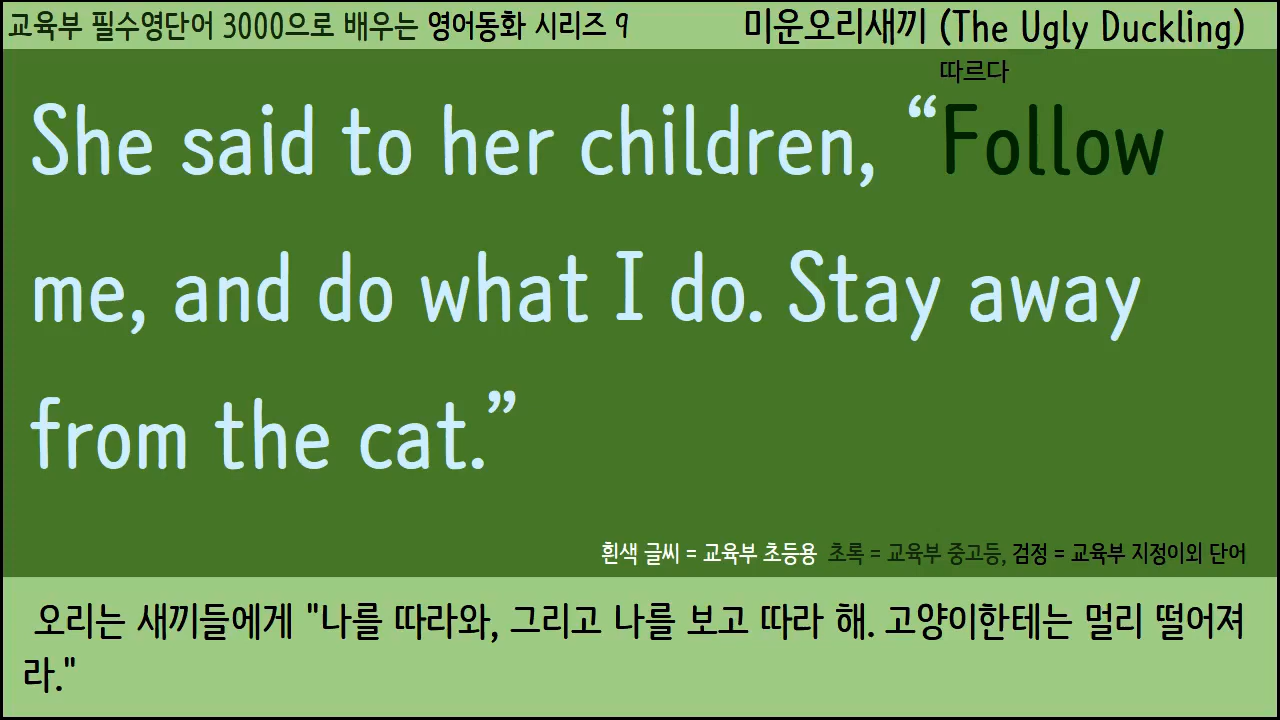 교육부 필수영단어 3000으로 배우는 영어동화 시리즈 9 미운오리새끼 (The Ugly Duckling)
따르다
She said to her children, “Follow
me, and do what I do. Stay away
from the cat.”
흰색 글씨 = 교육부 초등용 초록 = 교육부 중고등, 검정 = 교육부 지정이외 단어
오리는 새끼들에게 "나를 따라와, 그리고 나를 보고 따라 해. 고양이한테는 멀리 떨어져
라."